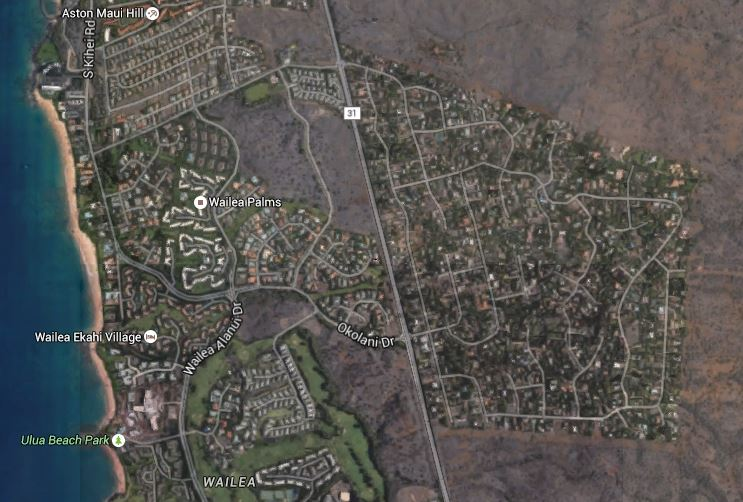 Aston Maui Hill
S Kihei Rd
31
Wailea Palms
Okolani Dr
Wailea Alanui Dr
Wailea Ekahi Village
Ulua Beach Park
WAILEA